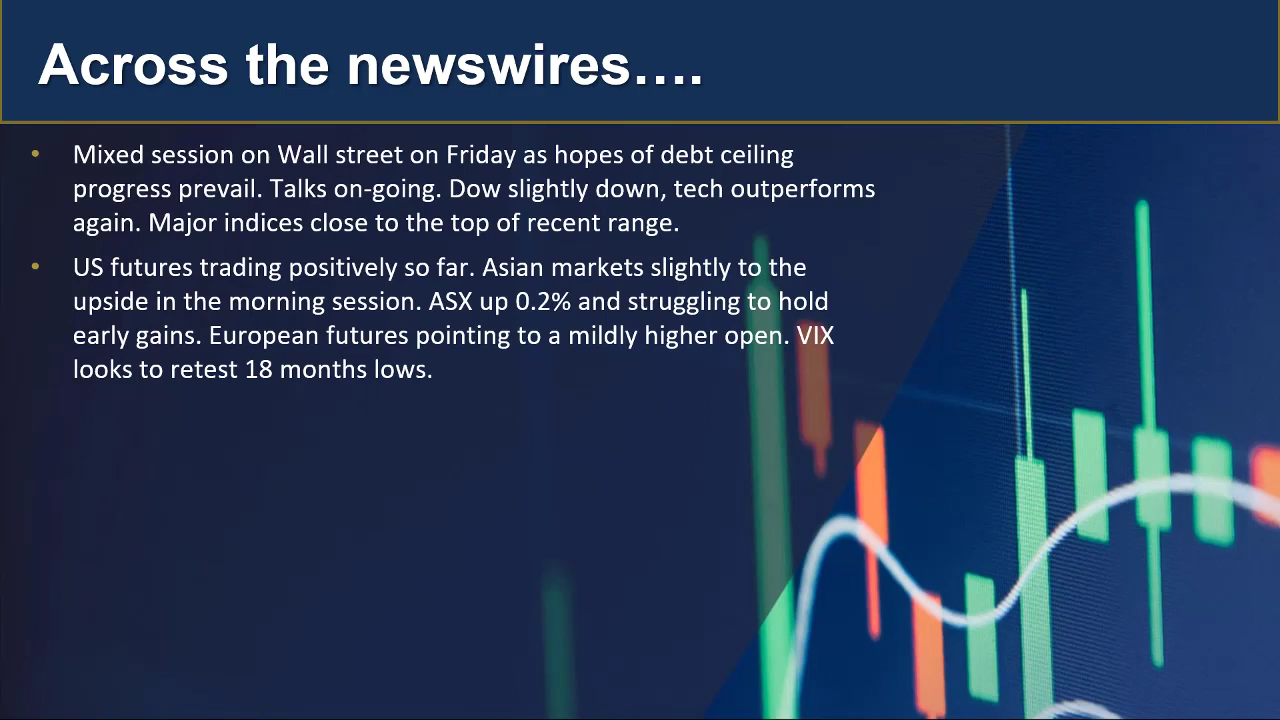 Across the newswires….
• Mixed session on Wall street on Friday as hopes of debt ceiling
progress prevail. Talks on-going. Dow slightly down, tech outperforms
again. Major indices close to the top of recent range.
• US futures trading positively so far. Asian markets slightly to the
upside in the morning session. ASX up 0.2% and struggling to hold
early gains. European futures pointing to a mildly higher open. VIX
looks to retest 18 months lows.